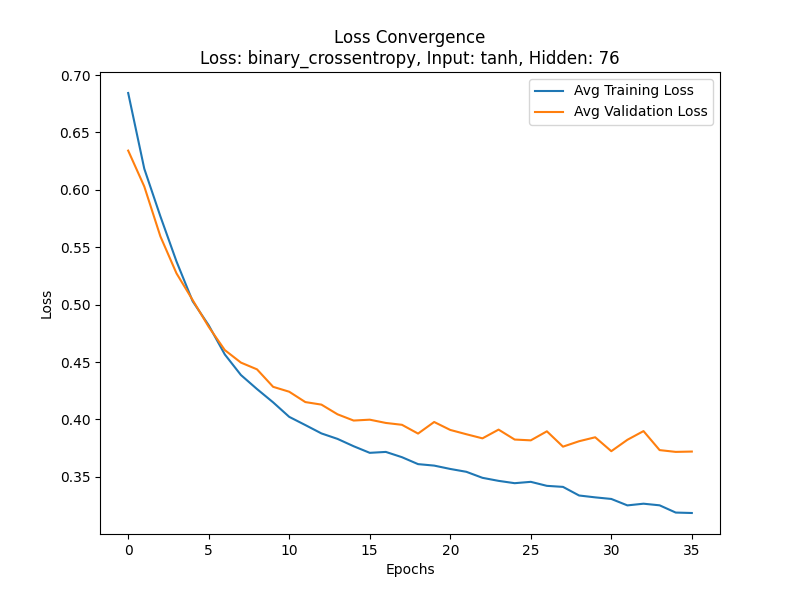 Loss Convergence
Loss: binary_crossentropy, Input: tanh, Hidden: 76
Avg Training Loss
Avg Validation Loss
0.70
0.65
0.60
0.55
0.50
0.45
0.40
0.35
Loss
0 5 10 15 20 25 30 35
Epochs